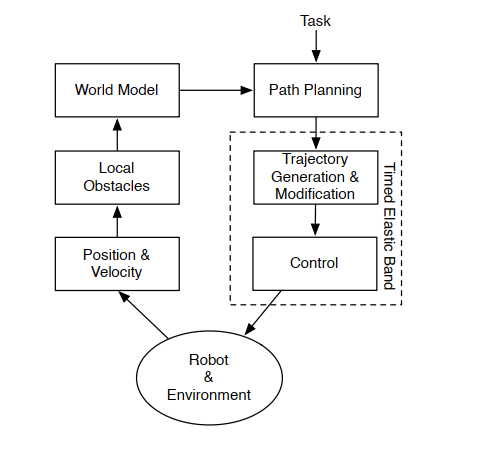 Task
World Model
Path Planning
Local
Obstacles
Trajectory
Generation &
Modification
Timed Elastic Band
Position &
Velocity
Control
Robot
&
Environment